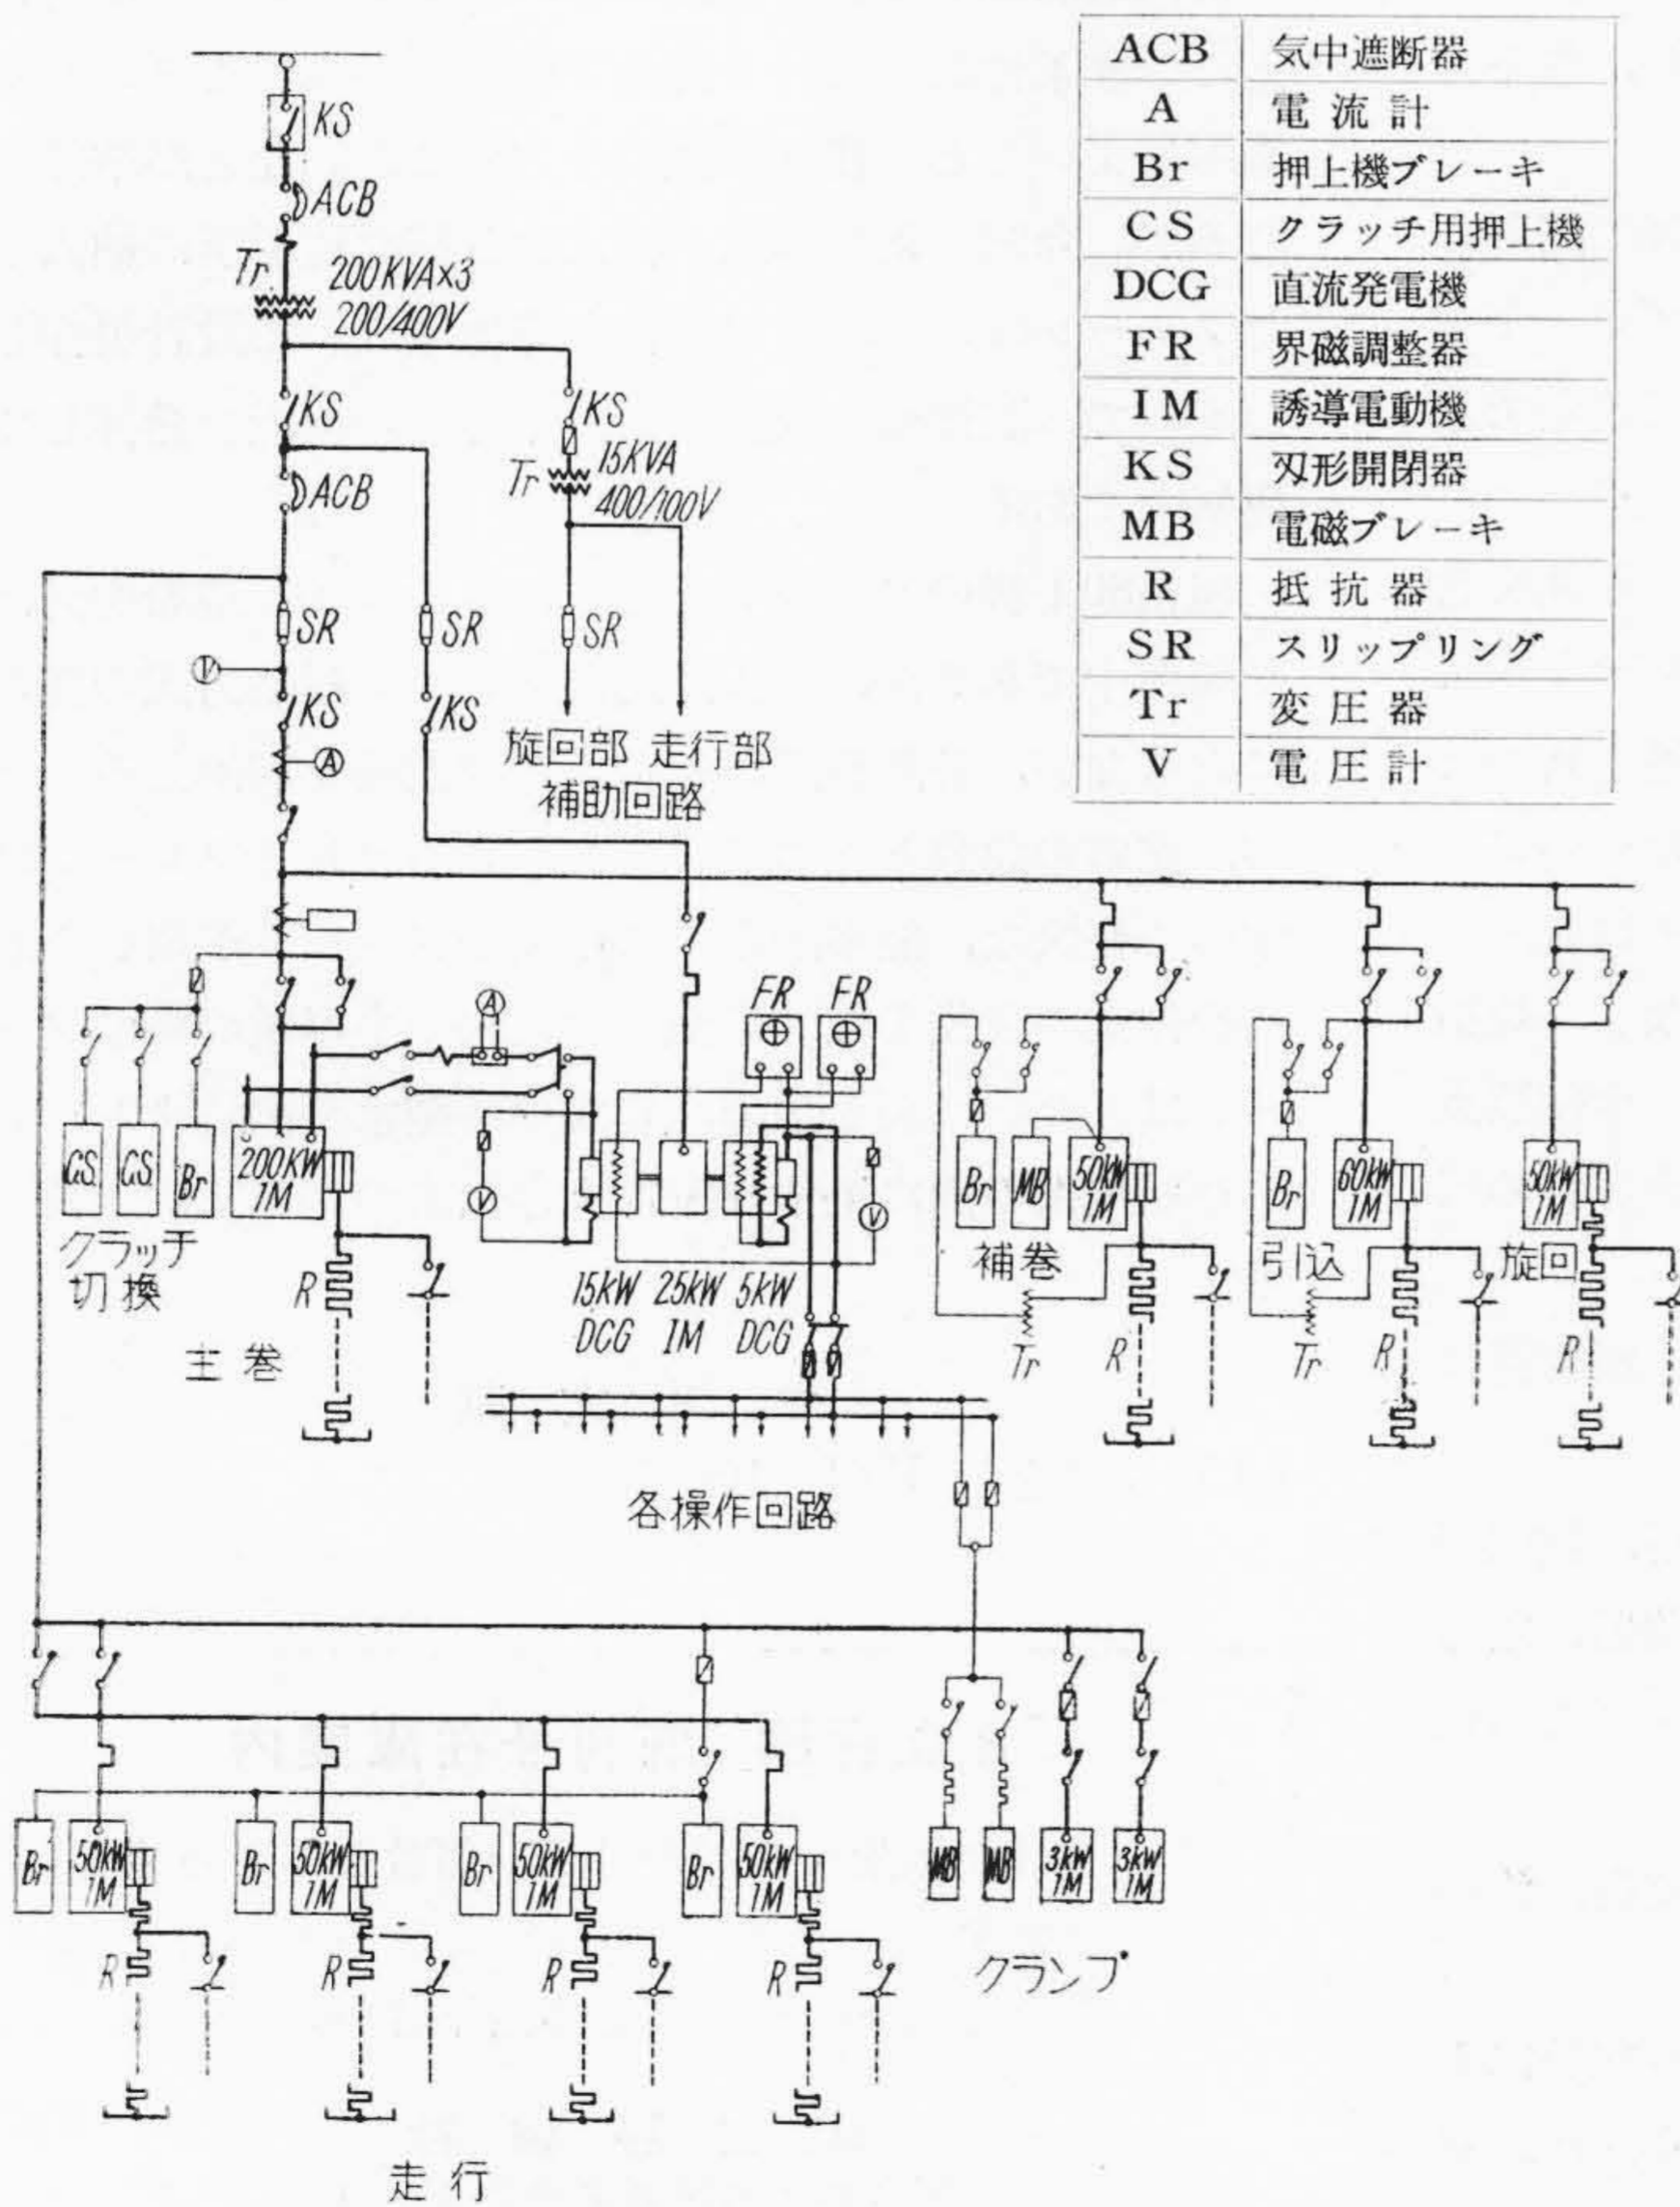 ACB 気中遮断器
A 電流計
Br 押上機ブレーキ
CS クラッチ用押上機
DCG 直流発電機
FR 界磁調整器
IM 誘導電動機
KS 刃形開閉器
MB 電磁ブレーキ
R 抵抗器
SR スリップリング
Tr 変圧器
V 電圧計
KS
ACB
Tr 200KVA×3
200/400V
KS KS
ACB Tr 15KVA
400/100V
SR SR SR
V
KS KS
A
旋回部 走行部
補助回路
A FR FR
CS CS Br 200KW IM
V V
Br MB 50KW IM
Br 60KW IM
50KW IM
クラッチ
切換
R
主巻
15KW 25KW 5KW
DCG IM DCG
補巻 引込 旋回
Tr R Tr R R
各操作回路
Br 50KW IM Br 50KW IM Br 50KW IM Br 50KW IM
MB MB 3KW IM 3KW IM
R R R R
クランプ
走行